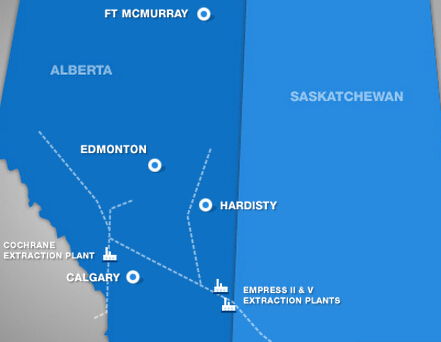 FT MCMURRAY
ALBERTA
SASKATCHEWAN
EDMONTON
HARDISTY
COCHRANE
EXTRACTION PLANT
CALGARY
EMPRESS II & V
EXTRACTION PLANTS